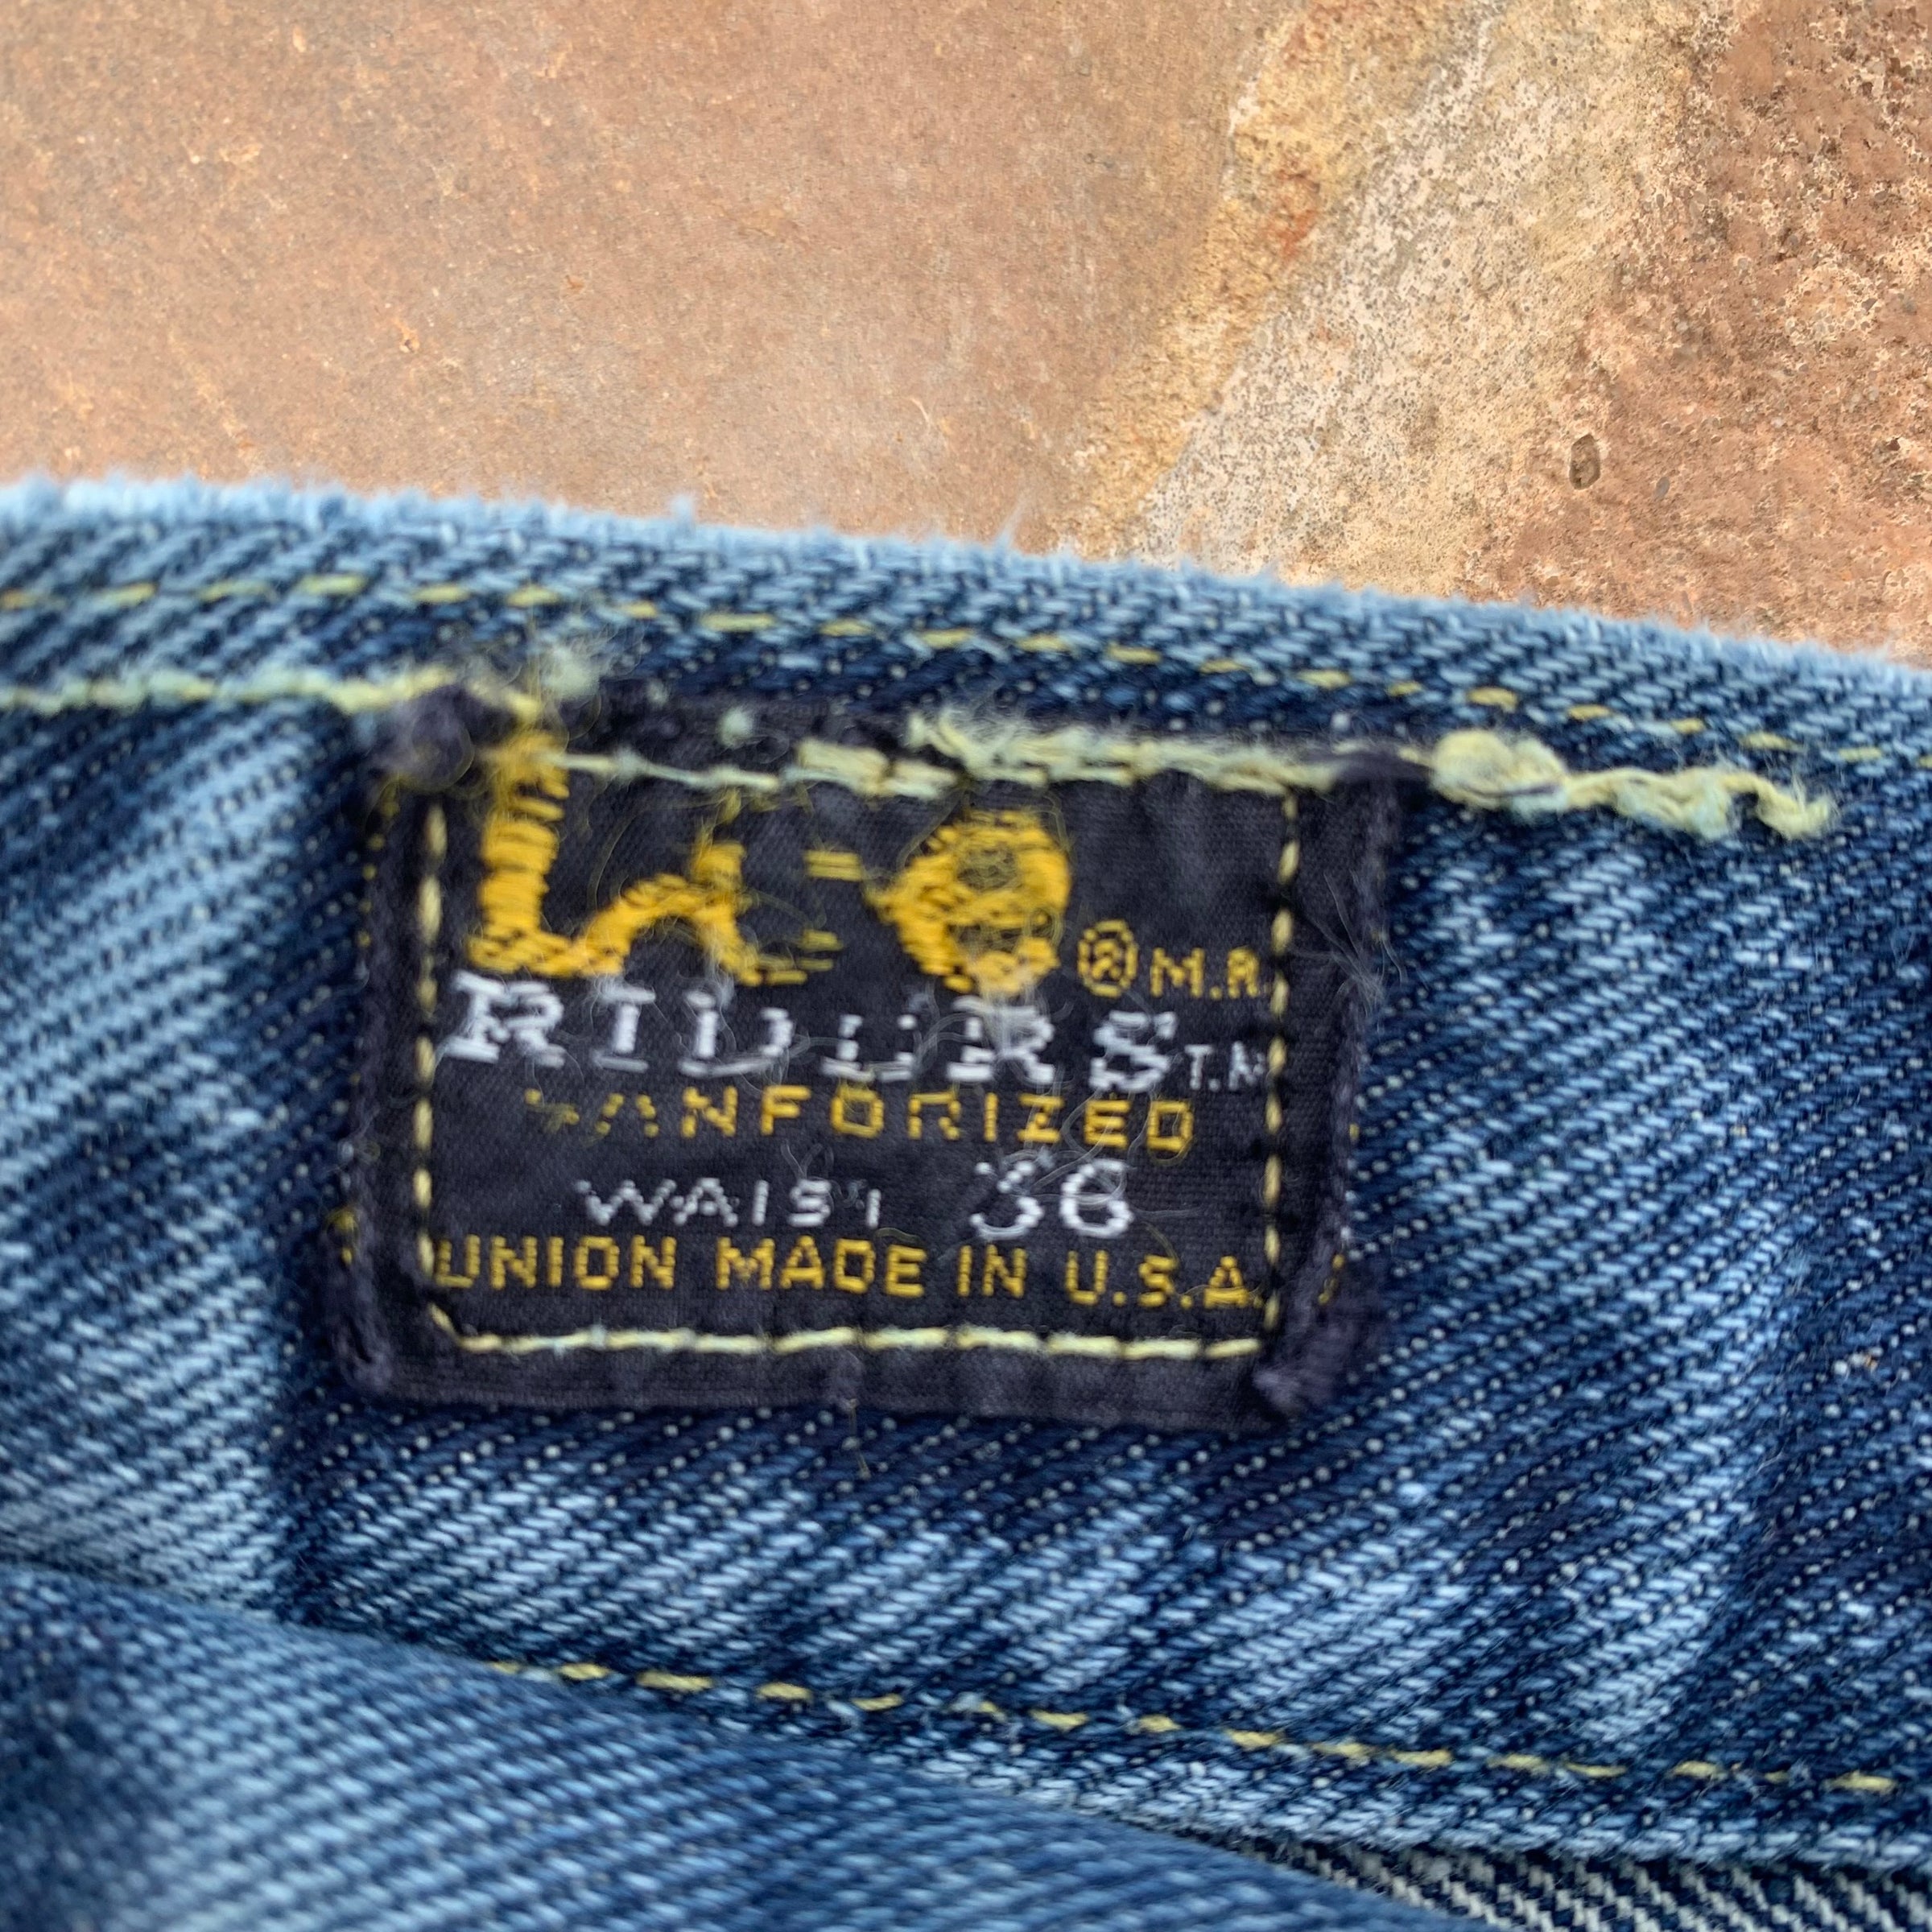 Lee ® M.R.
RIDERS T.M
SANFORIZED
WAIST 36
UNION MADE IN U.S.A.